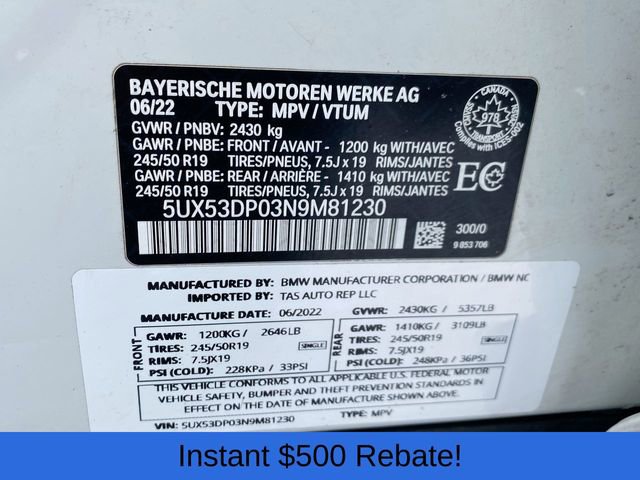 BAYERISCHE MOTOREN WERKE AG
06/22 TYPE: MPV / VTUM
GVWR / PNBV: 2430 kg
GAWR / PNBE: FRONT / AVANT - 1200 kg WITH/AVEC
245/50 R19 TIRES/PNEUS, 7.5J x 19 RIMS/JANTES
GAWR / PNBE: REAR / ARRIÈRE - 1410 kg WITH/AVEC
245/50 R19 TIRES/PNEUS, 7.5J x 19 RIMS/JANTES
5UX53DP03N9M81230
CANADA
978
TRANSPORT
EC
300/0
9 853 706
MANUFACTURED BY: BMW MANUFACTURER CORPORATION / BMW NC
IMPORTED BY: TAS AUTO REP LLC
MANUFACTURE DATE: 06/2022 GVWR: 2430KG / 5357LB
FRONT
GAWR: 1200KG / 2646LB
TIRES: 245/50R19 SINGLE
RIMS: 7.5JX19
PSI (COLD): 228KPa / 33PSI
REAR
GAWR: 1410KG / 3109LB
TIRES: 245/50R19 SINGLE
RIMS: 7.5JX19
PSI (COLD): 248KPa / 36PSI
THIS VEHICLE CONFORMS TO ALL APPLICABLE U.S. FEDERAL MOTOR
VEHICLE SAFETY, BUMPER AND THEFT PREVENTION STANDARDS IN
EFFECT ON THE DATE OF MANUFACTURE SHOWN ABOVE.
VIN: 5UX53DP03N9M81230 TYPE: MPV
Instant $500 Rebate!